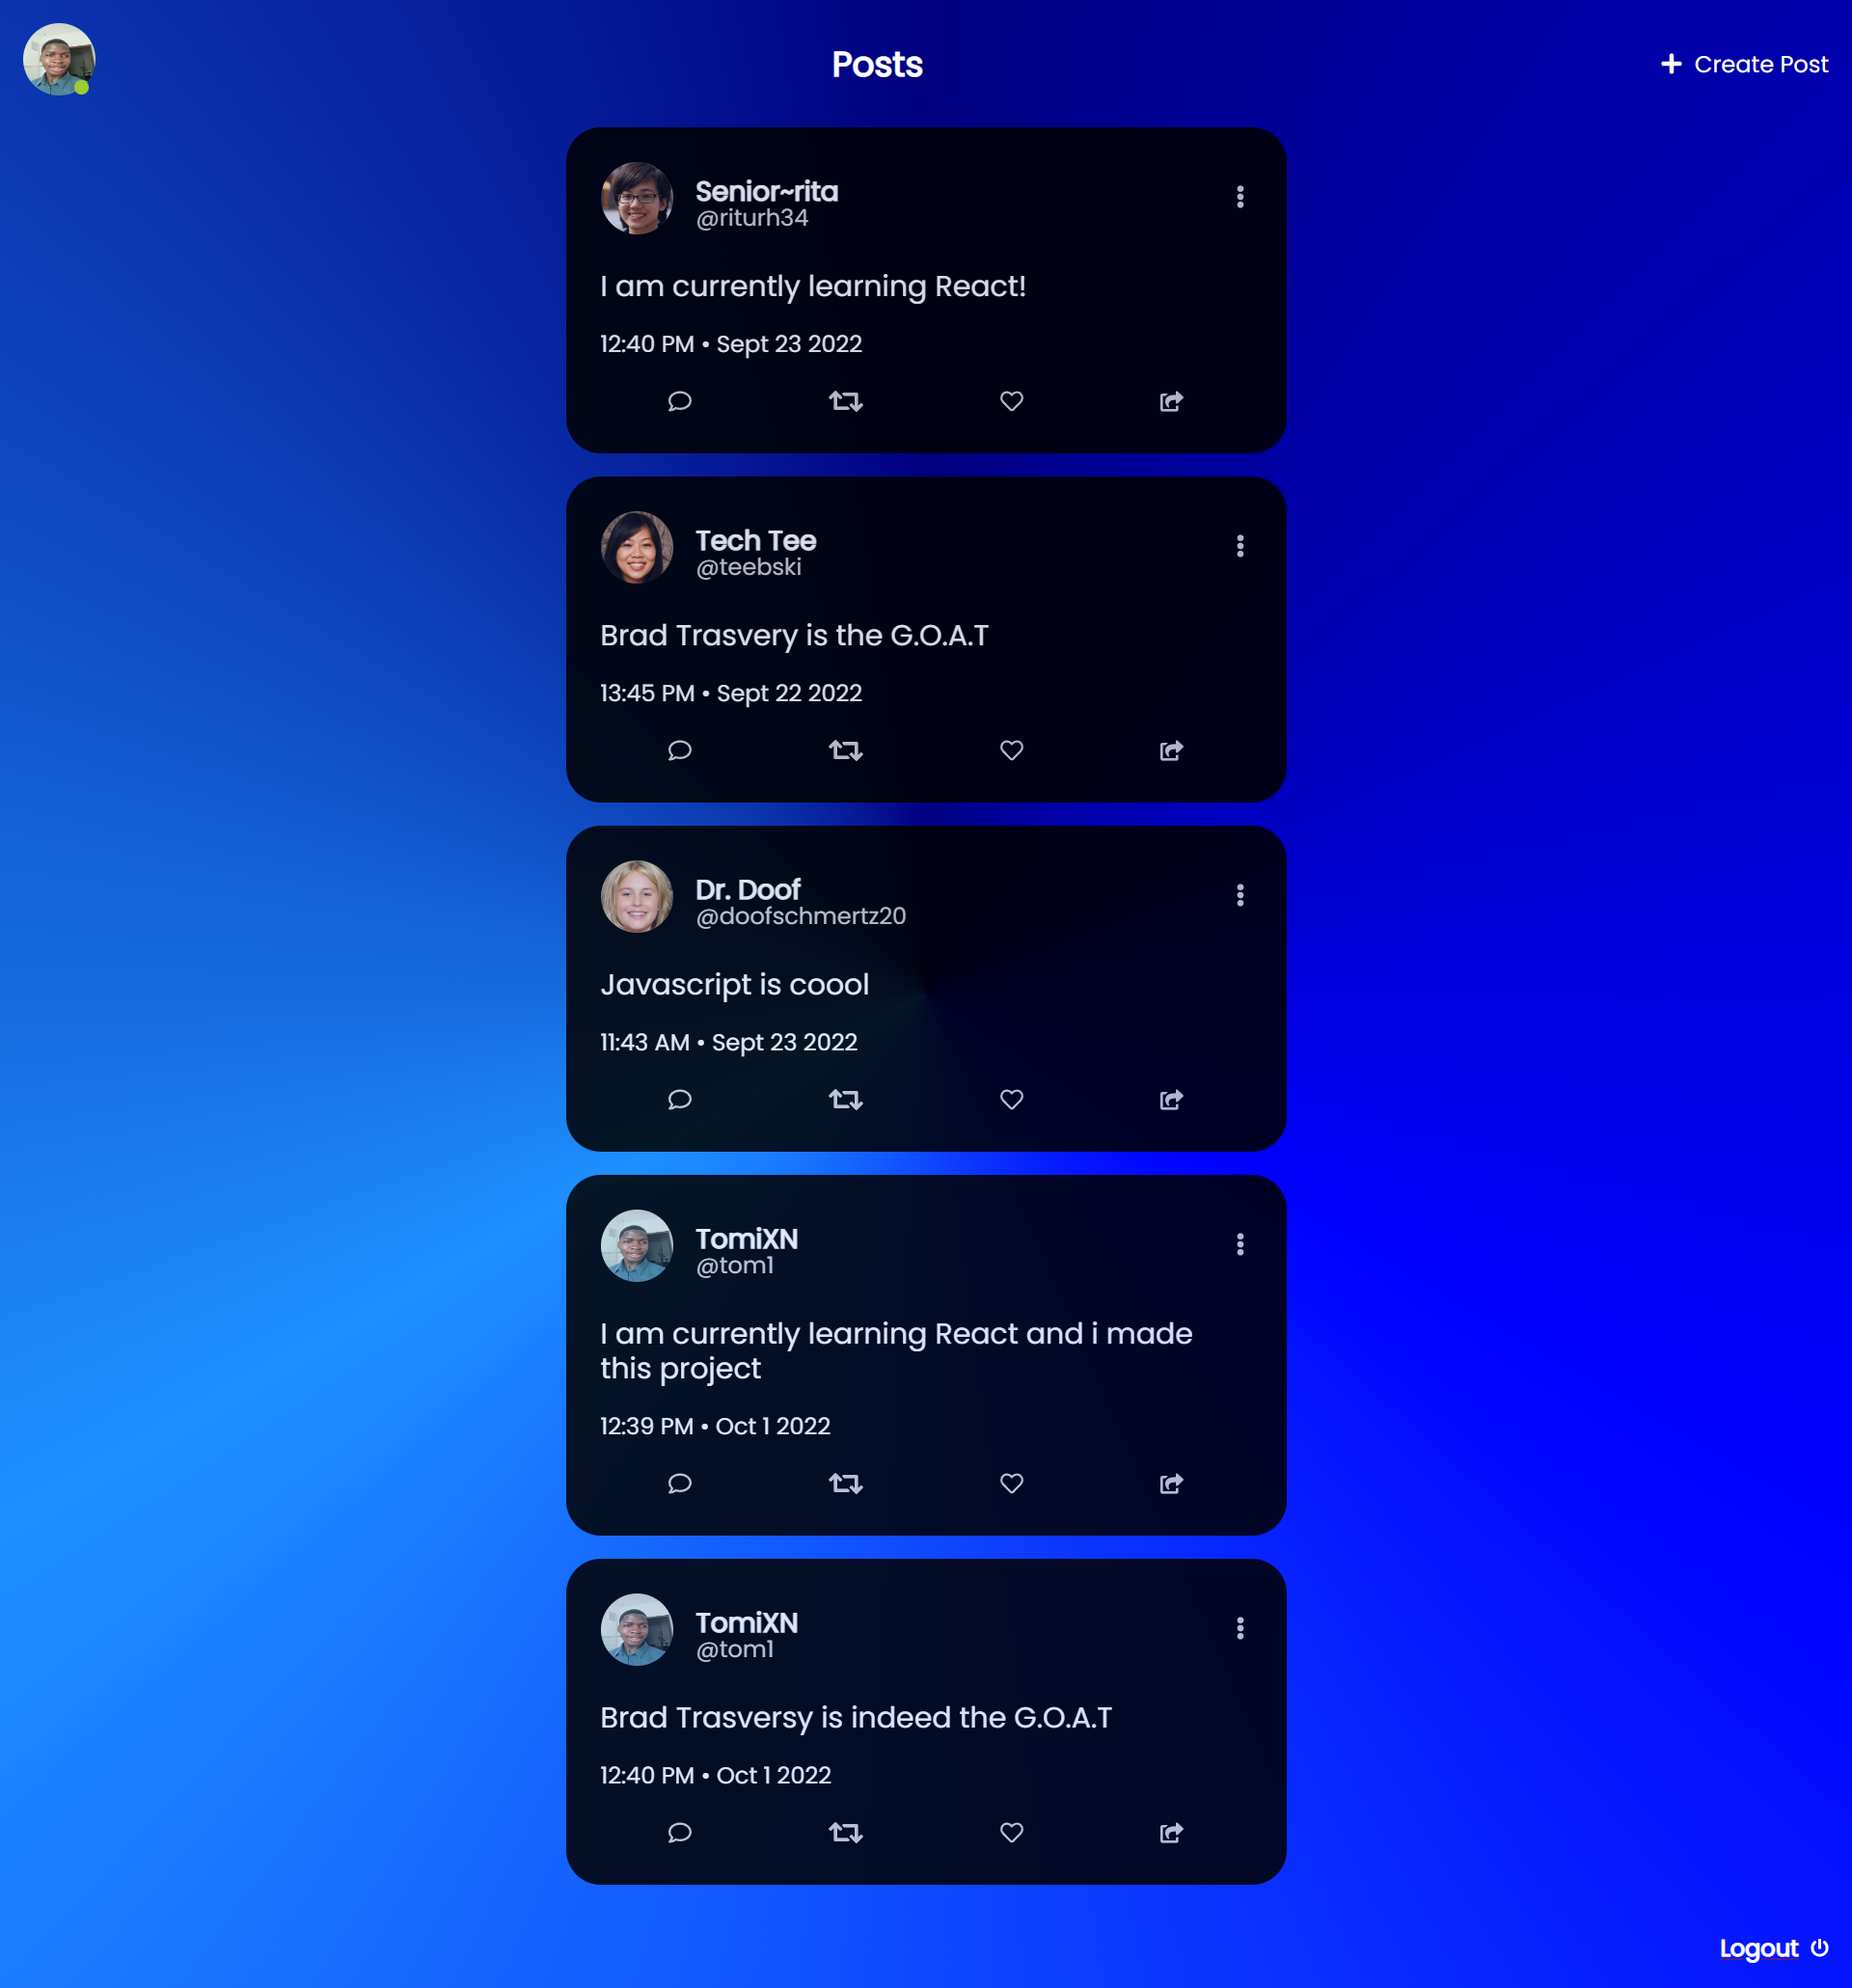 Posts
Create Post
Senior~rita
@riturh34
I am currently learning React!
12:40 PM • Sept 23 2022
Tech Tee
@teebski
Brad Trasvery is the G.O.A.T
13:45 PM • Sept 22 2022
Dr. Doof
@doofschmertz20
Javascript is coool
11:43 AM • Sept 23 2022
TomiXN
@tom1
I am currently learning React and i made
this project
12:39 PM • Oct 1 2022
TomiXN
@tom1
Brad Trasversy is indeed the G.O.A.T
12:40 PM • Oct 1 2022
Logout